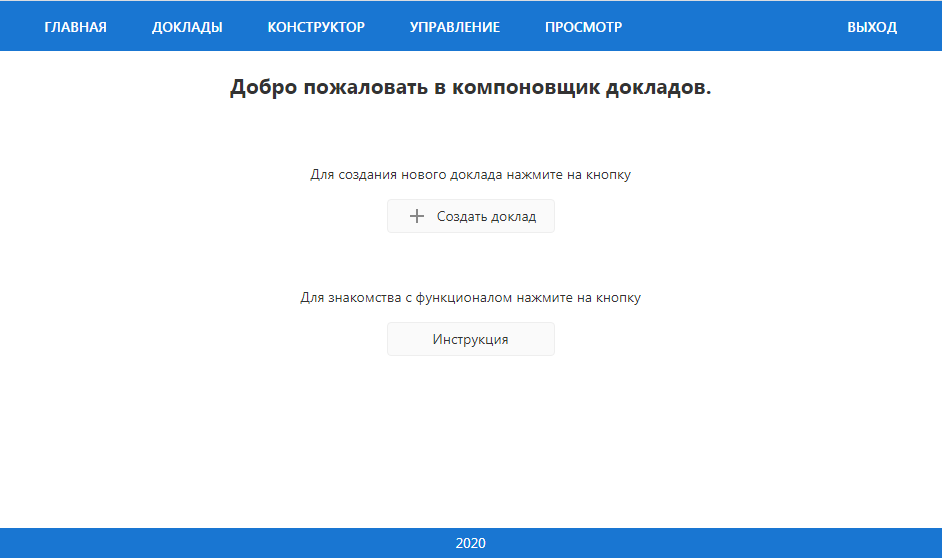 ГЛАВНАЯ ДОКЛАДЫ КОНСТРУКТОР УПРАВЛЕНИЕ ПРОСМОТР ВЫХОД
Добро пожаловать в компоновщик докладов.
Для создания нового доклада нажмите на кнопку
Создать доклад
Для знакомства с функционалом нажмите на кнопку
Инструкция
2020